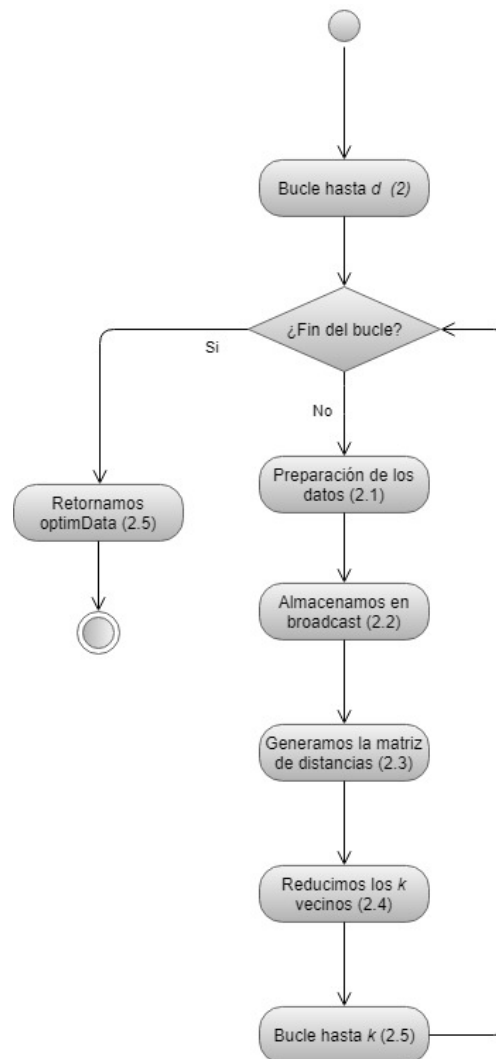 Bucle hasta d (2)
¿Fin del bucle?
Si
No
Preparación de los
datos (2.1)
Retornamos
optimData (2.5)
Almacenamos en
broadcast (2.2)
Generamos la matriz
de distancias (2.3)
Reducimos los k
vecinos (2.4)
Bucle hasta k (2.5)